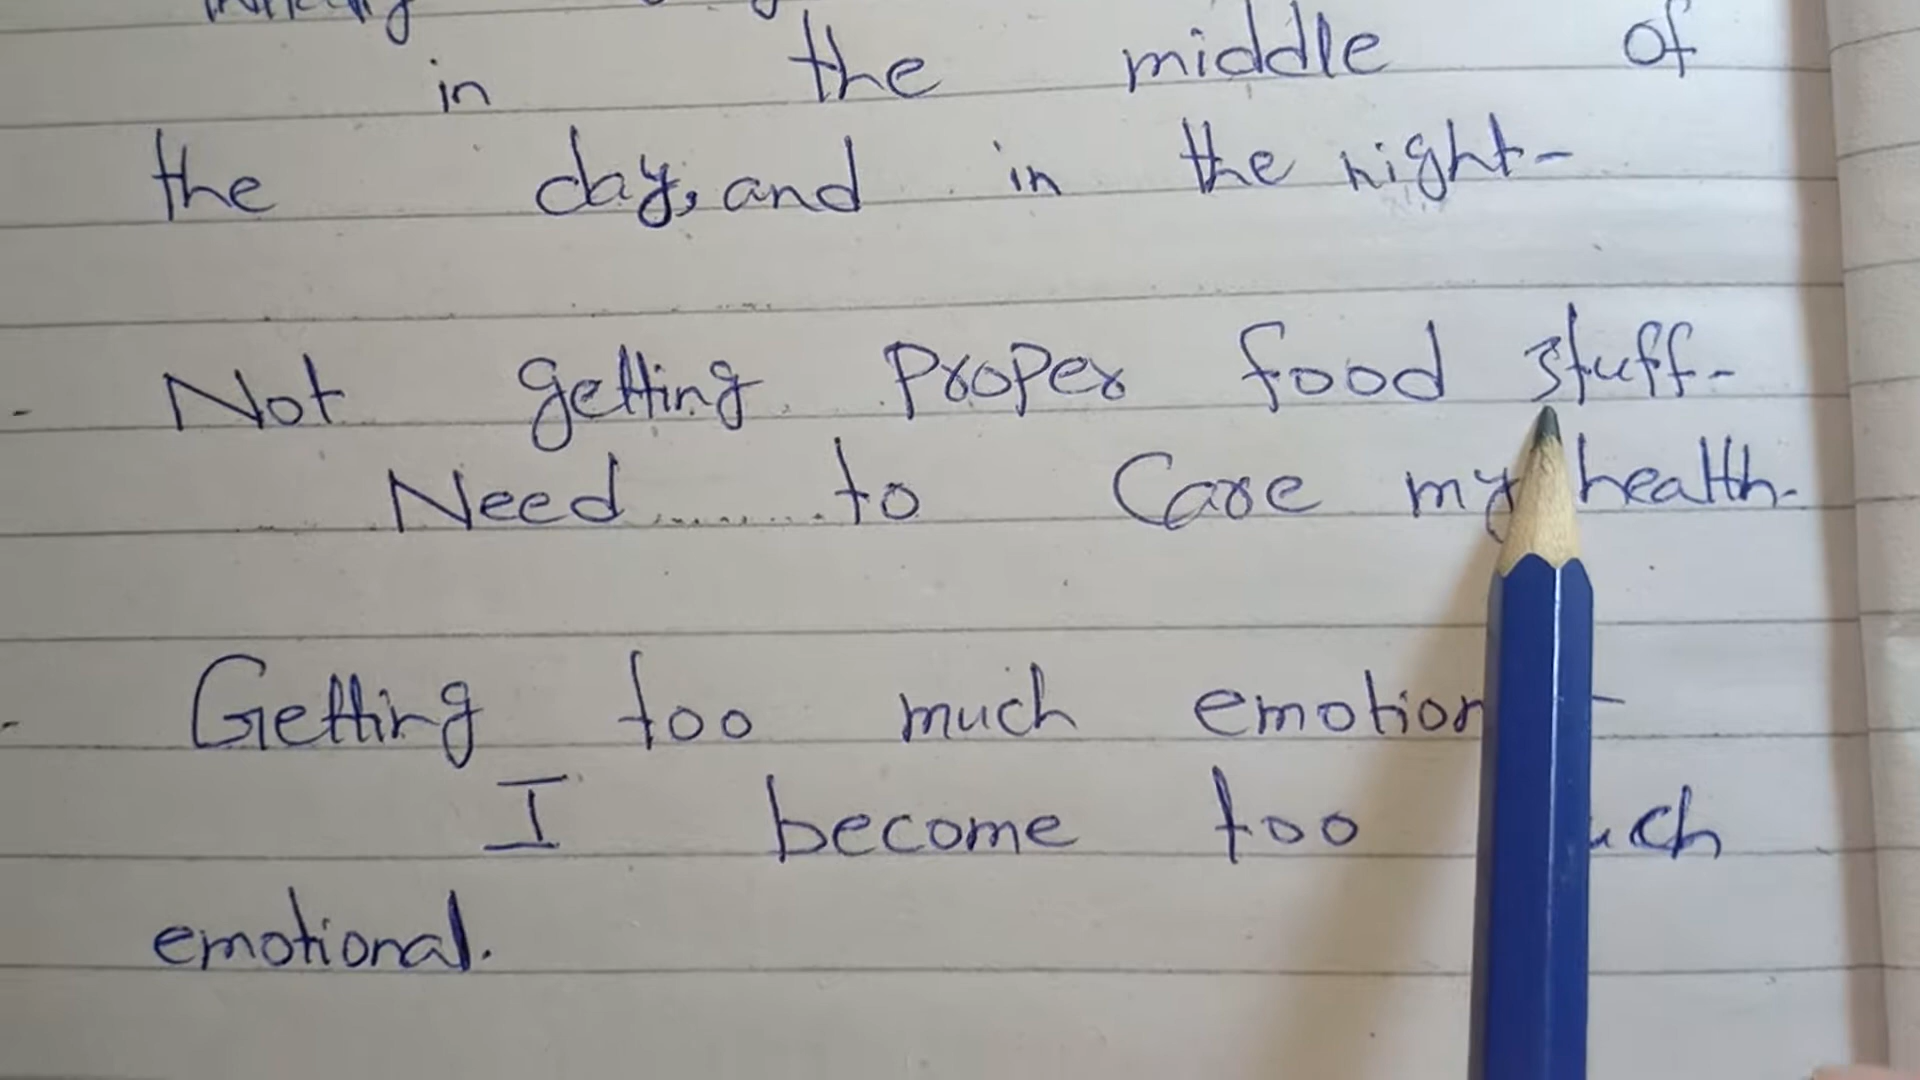 in the middle of
the day, and in the night-
- Not getting Proper food stuff-
Need ........ to Care my health.
- Getting too much emotion -
I become too
emotional.